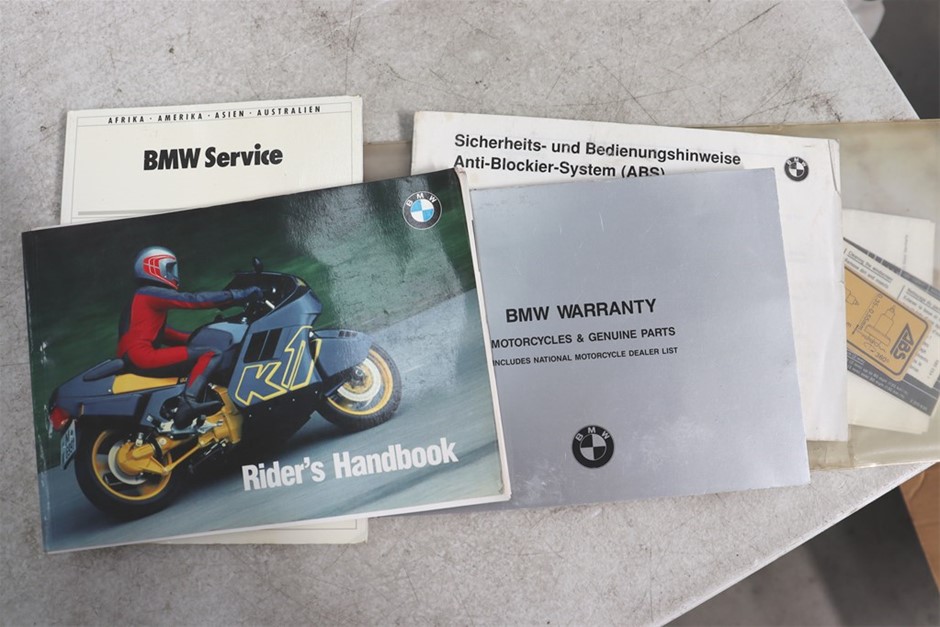 AFRIKA · AMERIKA · ASIEN · AUSTRALIEN
BMW Service
Sicherheits- und Bedienungshinweise
Anti-Blockier-System (ABS)
BMW
BMW
K1
Rider's Handbook
BMW WARRANTY
MOTORCYCLES & GENUINE PARTS
INCLUDES NATIONAL MOTORCYCLE DEALER LIST
BMW
ABS